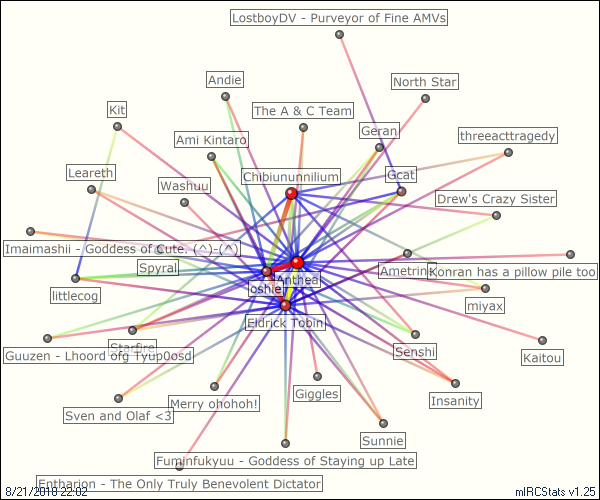 LostboyDV - Purveyor of Fine AMVs
Andie
North Star
Kit
The A & C Team
Geran
threeacttragedy
Ami Kintaro
Leareth
Washuu
Chibiununnilium
Gcat
Drew's Crazy Sister
Imaimashii - Goddess of Cute. (^)-(^)
Spyral
oshe
Anthea
Ametrine
Konran has a pillow pile too
littlecog
miyax
Eldrick Tobin
Starfire
Guuzen - Lhoord ofg Tyup0osd
Senshi
Kaitou
Giggles
Insanity
Merry ohohoh!
Sven and Olaf <3
Sunnie
Fuminfukyuu - Goddess of Staying up Late
Entharion - The Only Truly Benevolent Dictator
8/21/2018 22:02
mIRCStats v1.25